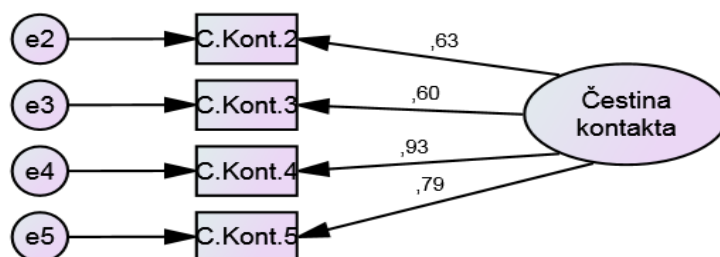 e2 C.Kont.2 ,63
e3 C.Kont.3 ,60
Čestina
kontakta
e4 C.Kont.4 ,93
e5 C.Kont.5 ,79